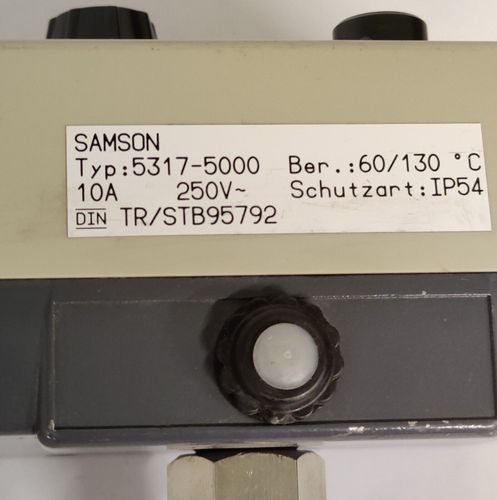 SAMSON
Typ:5317-5000 Ber.:60/130 °C
10A 250V~ Schutzart:IP54
DIN TR/STB95792